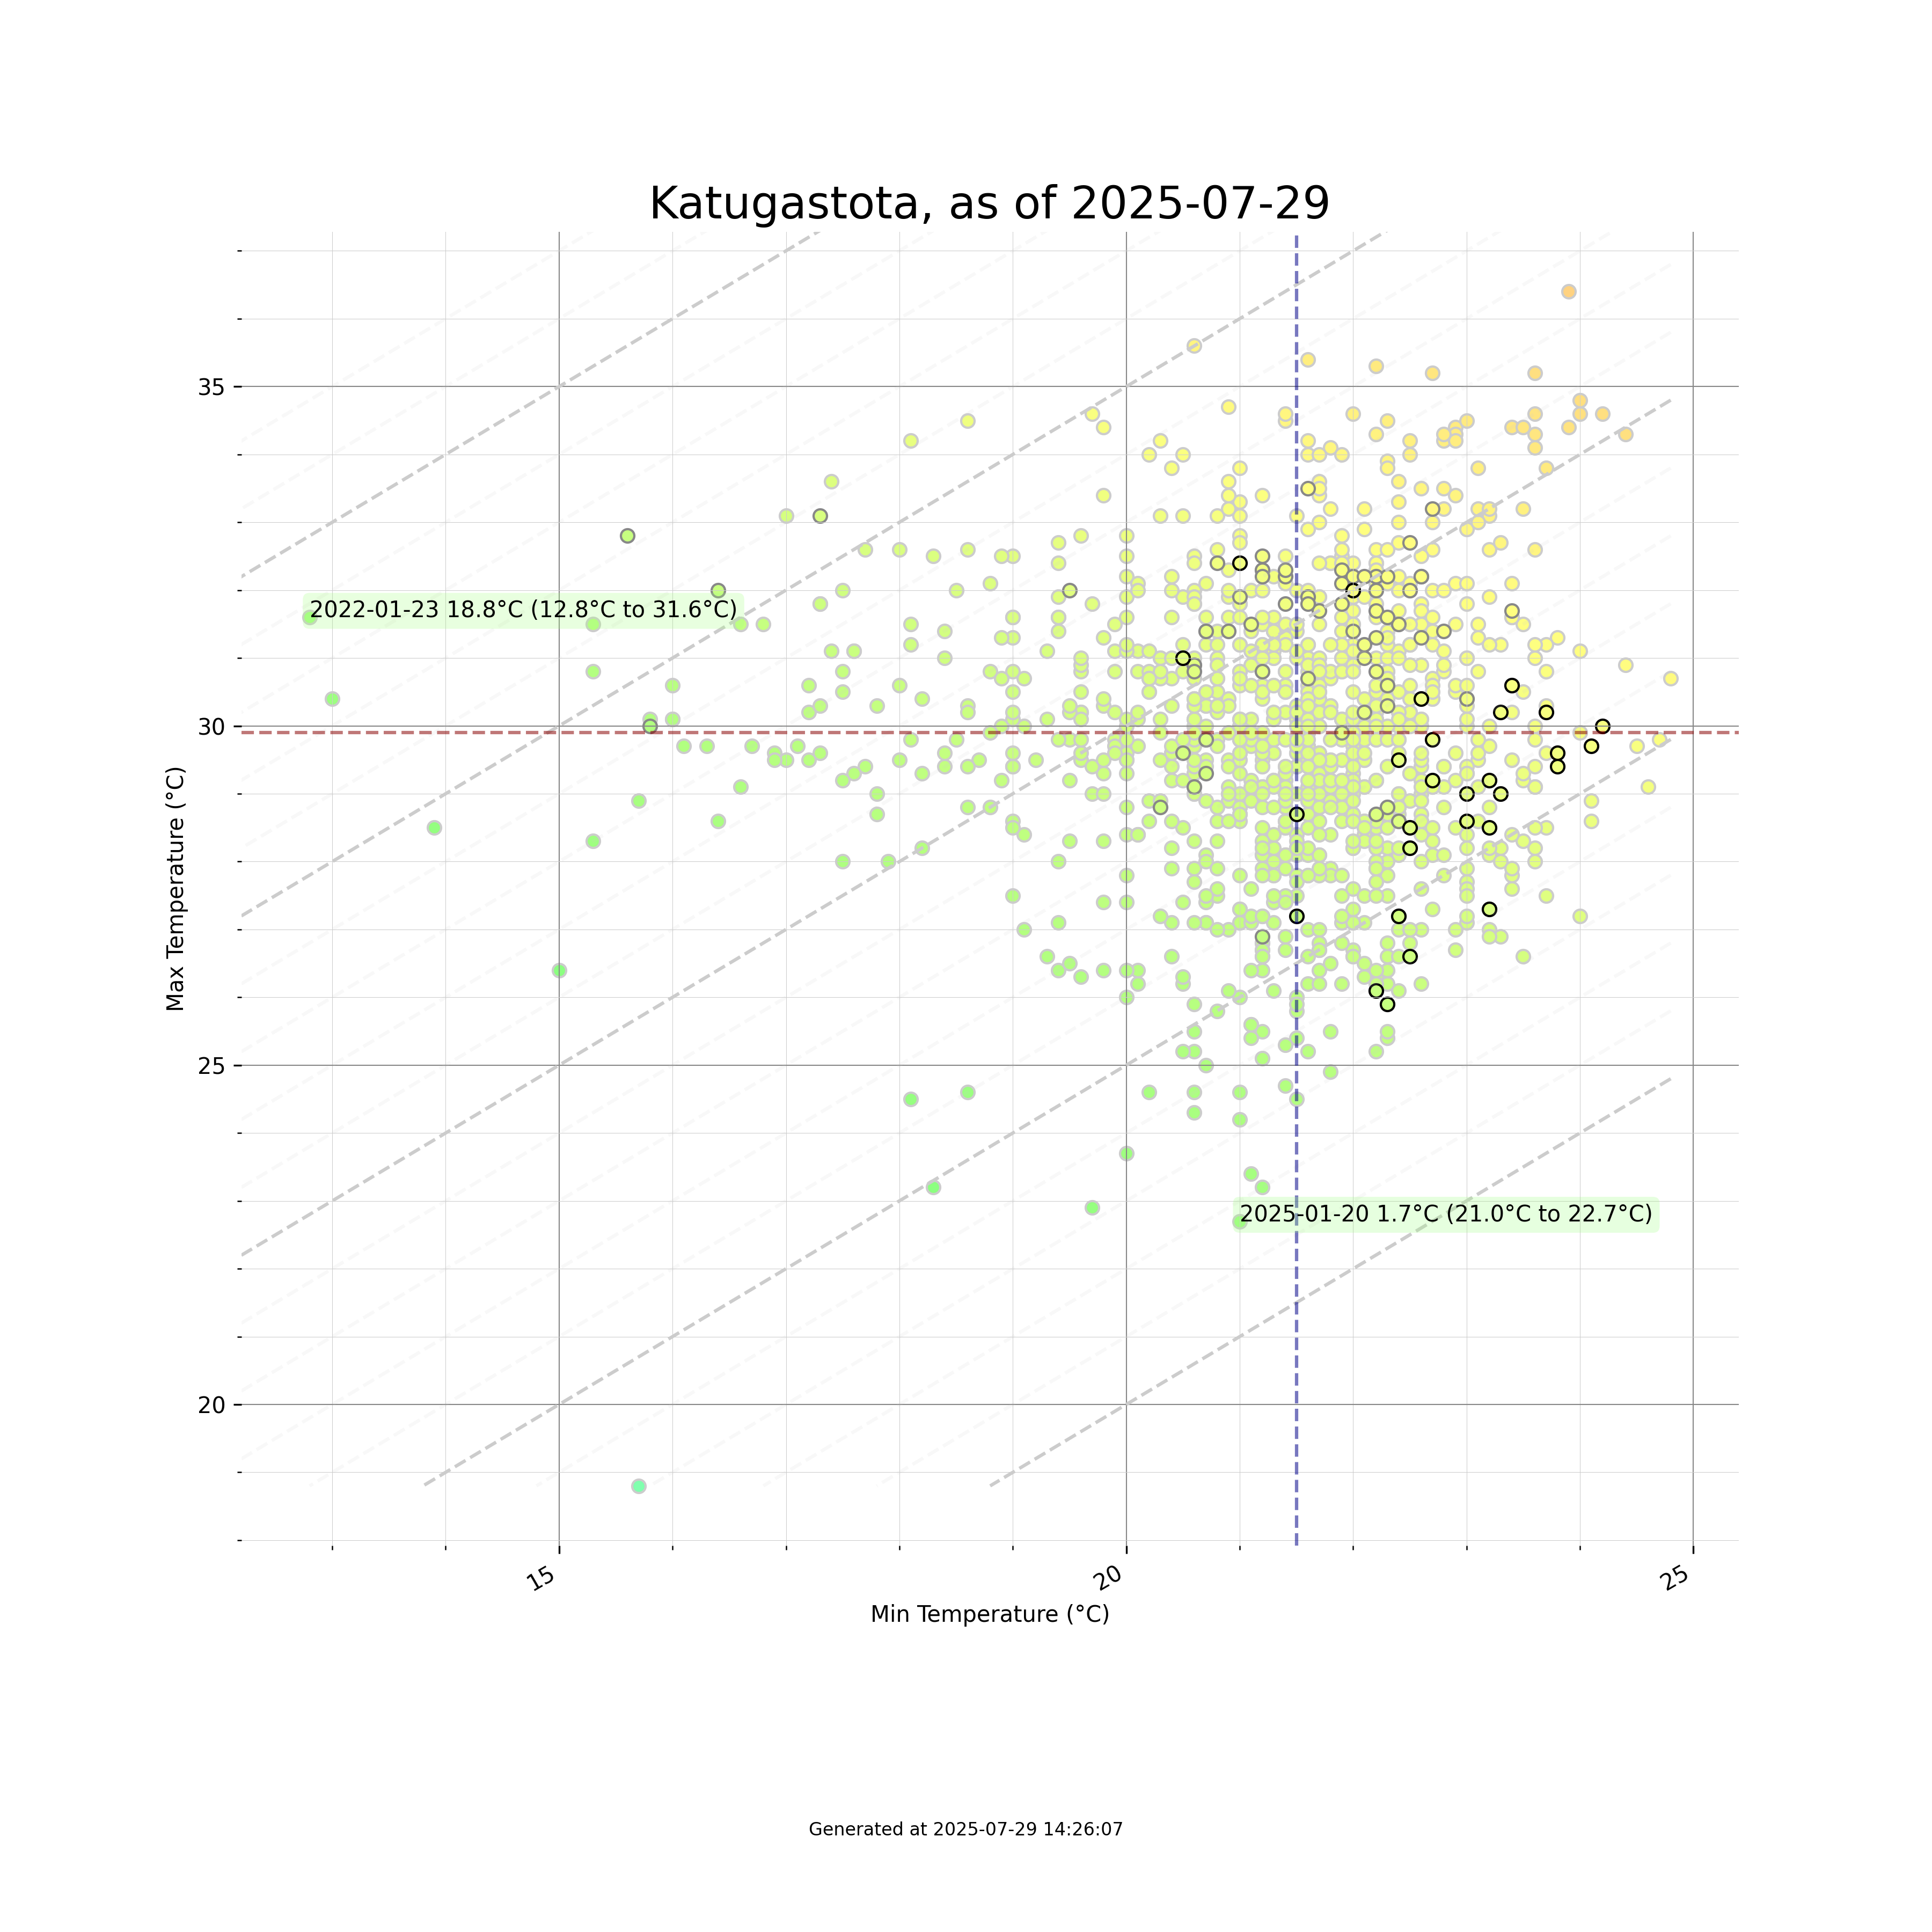 Katugastota, as of 2025-07-29
35
2022-01-23 18.8°C (12.8°C to 31.6°C)
30
Max Temperature (°C)
25
2025-01-20 1.7°C (21.0°C to 22.7°C)
20
15
20
25
Min Temperature (°C)
Generated at 2025-07-29 14:26:07